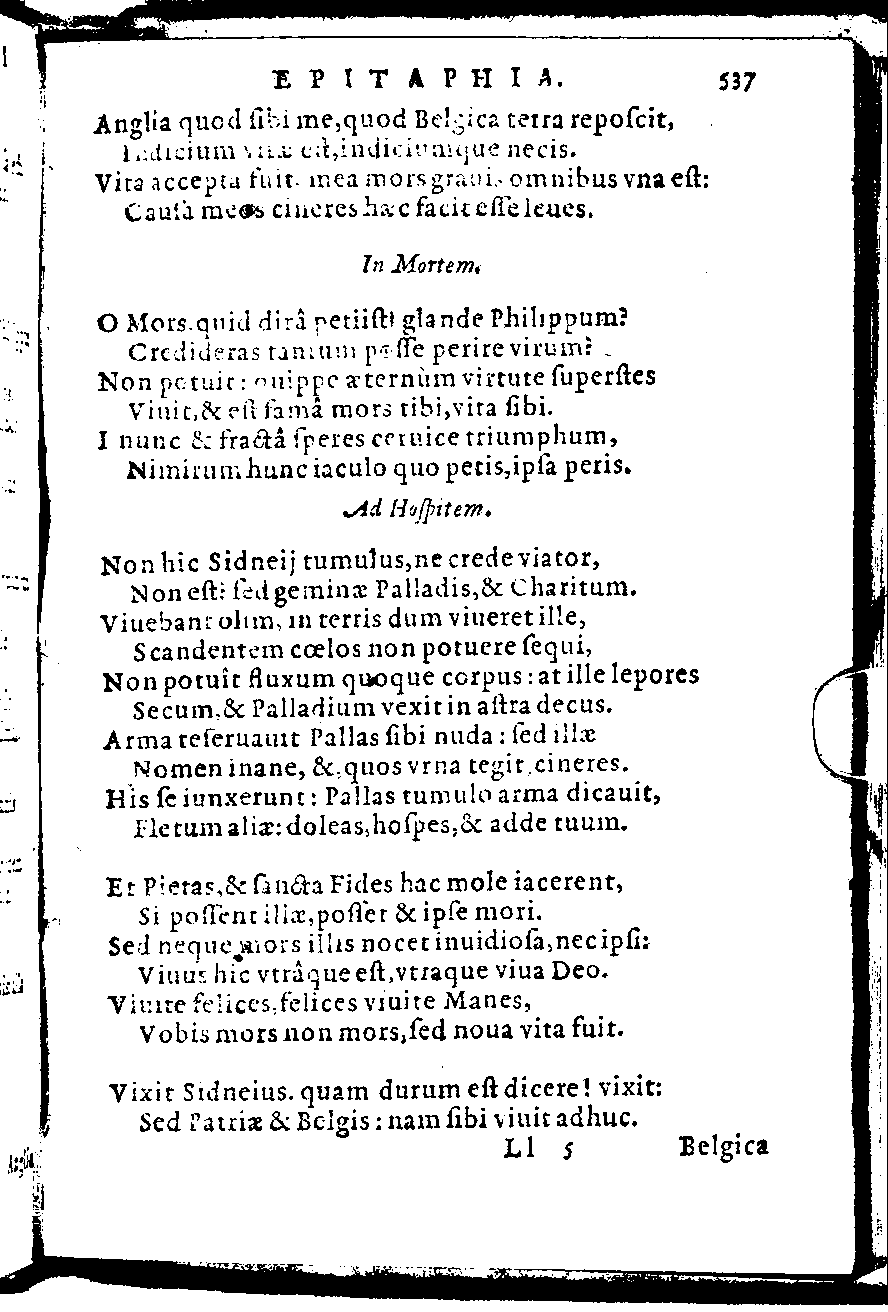 EPITAPHIA. 537
Anglia quod ſibi me, quod Belgica terra repoſcit,
Indicium vitæ eſt, indiciumque necis.
Vita accepta fuit. mea mors grauis omnibus vna eſt:
Cauſa meos cineres hæc facit eſſe leues.
In Mortem.
O Mors. quid dirâ petiiſti glande Philippum?
Credideras tantum poſſe perire virum?
Non potuit: quippe æternùm virtute ſuperſtes
Viuit, & eſt famâ mors tibi, vita ſibi.
I nunc & fractâ ſperes ceruice triumphum,
Nimirum hunc iaculo quo petis, ipſa peris.
Ad Hoſpitem.
Non hic Sidneij tumulus, ne crede viator,
Non eſt: ſed geminæ Palladis, & Charitum.
Viuebant olim, in terris dum viueret ille,
Scandentem cœlos non potuere ſequi,
Non potuît fluxum quoque corpus: at ille lepores
Secum, & Palladium vexit in aſtra decus.
Arma reſeruauit Pallas ſibi nuda: ſed illæ
Nomen inane, &, quos vrna tegit, cineres.
His ſe iunxerunt: Pallas tumulo arma dicauit,
Fletum aliæ: doleas, hoſpes, & adde tuum.
Et Pietas, & ſancta Fides hac mole iacerent,
Si poſſent illæ, poſſet & ipſe mori.
Sed neque mors illis nocet inuidioſa, nec ipſi:
Viuus hic vtrâque eſt, vtraque viua Deo.
Viuite felices, felices viuite Manes,
Vobis mors non mors, ſed noua vita fuit.
Vixit Sidneius. quam durum eſt dicere! vixit:
Sed Patriæ & Belgis: nam ſibi viuit adhuc.
Ll 5 Belgica